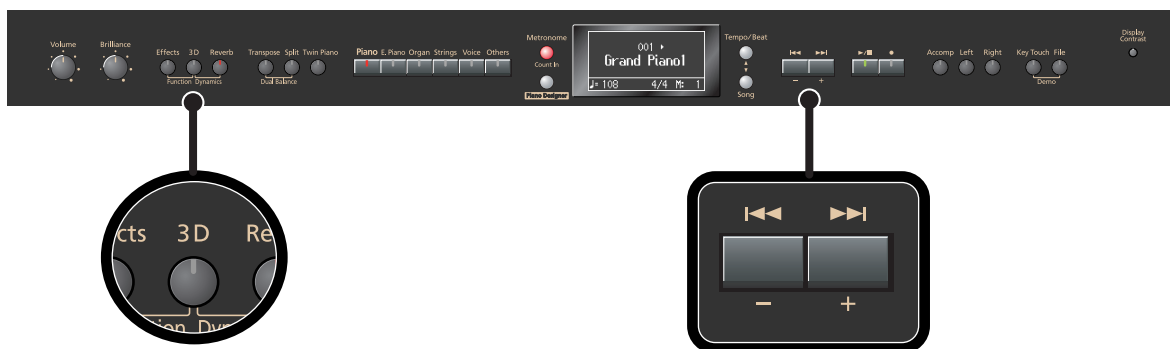 Volume
Brilliance
Effects 3D Reverb
Function Dynamics
Transpose Split Twin Piano
Dual Balance
Piano E. Piano Organ Strings Voice Others
Metronome
Count In
Piano Designer
001
Grand Piano1
♩= 108 4/4 M: 1
Tempo/Beat
Song
− +
Accomp Left Right
Key Touch File
Demo
Display
Contrast
cts 3D Re
tion Dyn
− +